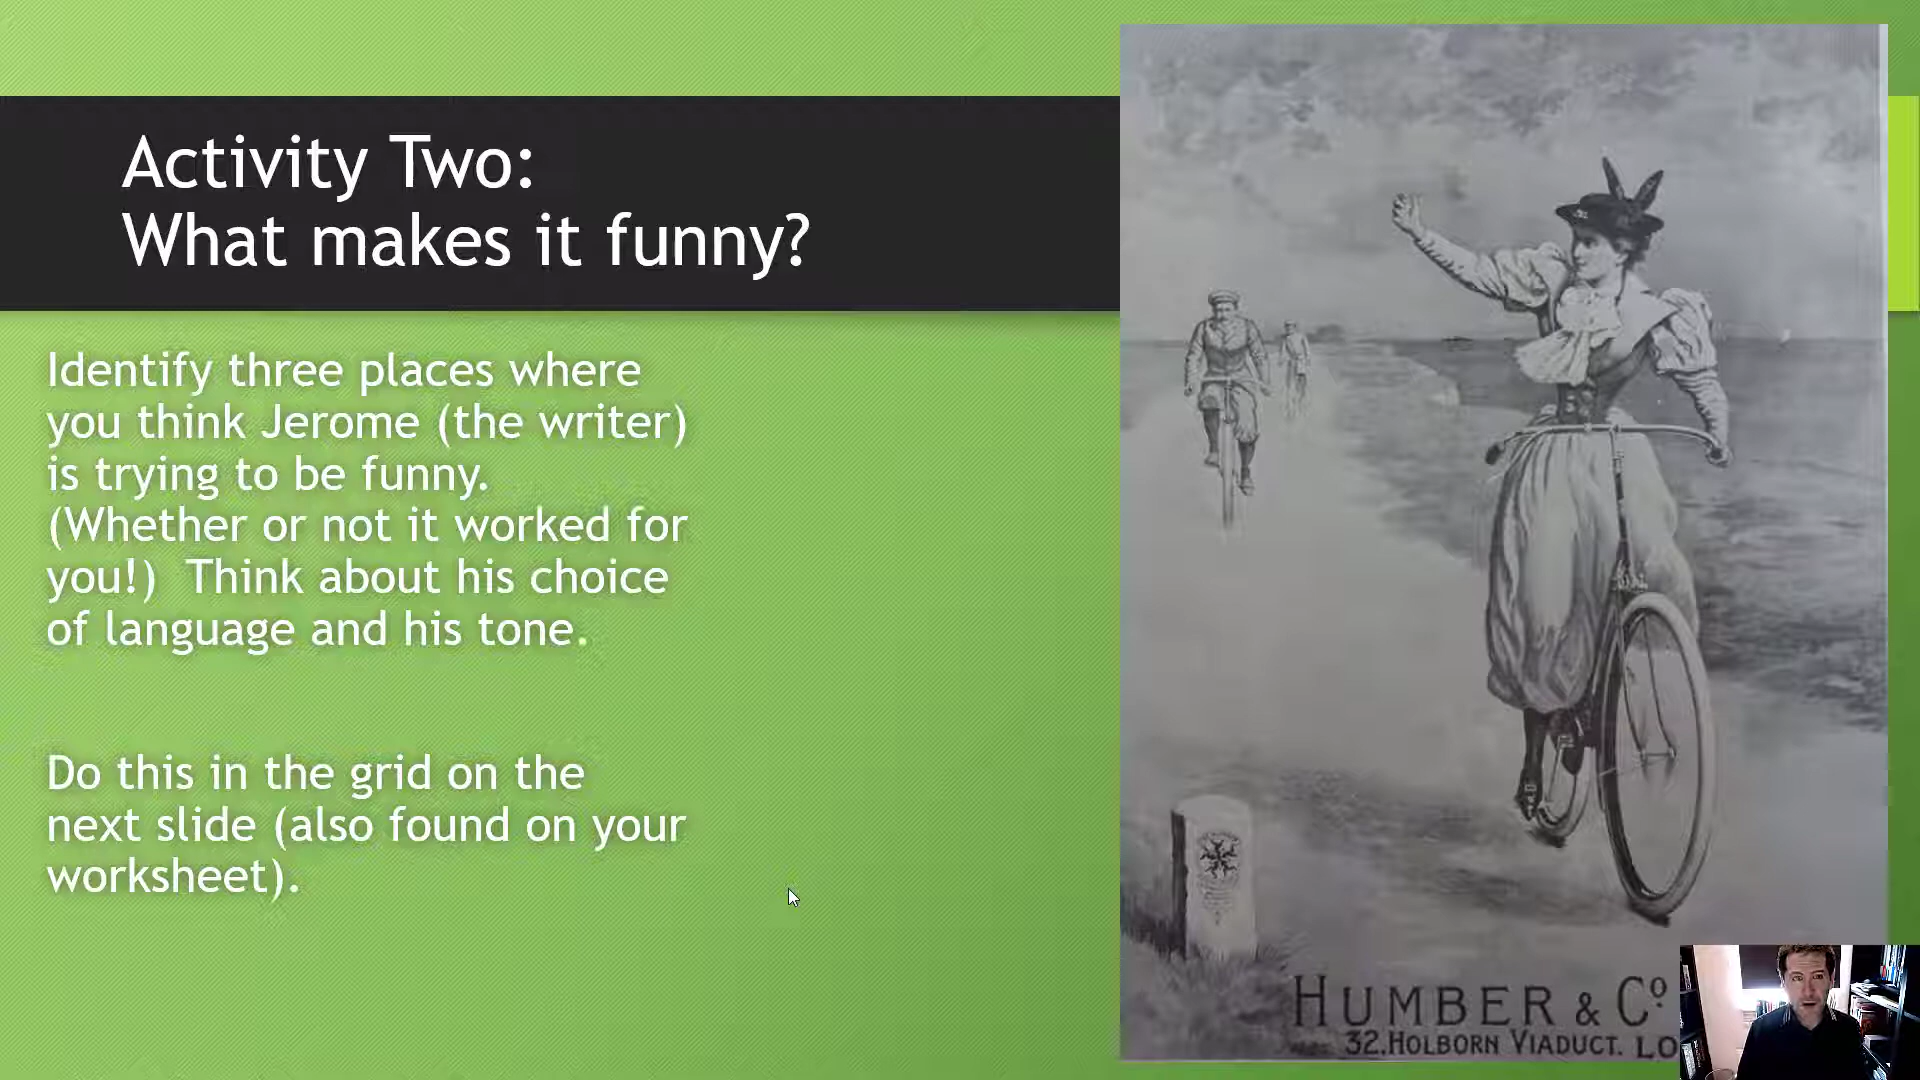 Activity Two:
What makes it funny?
Identify three places where
you think Jerome (the writer)
is trying to be funny.
(Whether or not it worked for
you!)  Think about his choice
of language and his tone.
Do this in the grid on the
next slide (also found on your
worksheet).
HUMBER & Cº
32, HOLBORN VIADUCT. LO